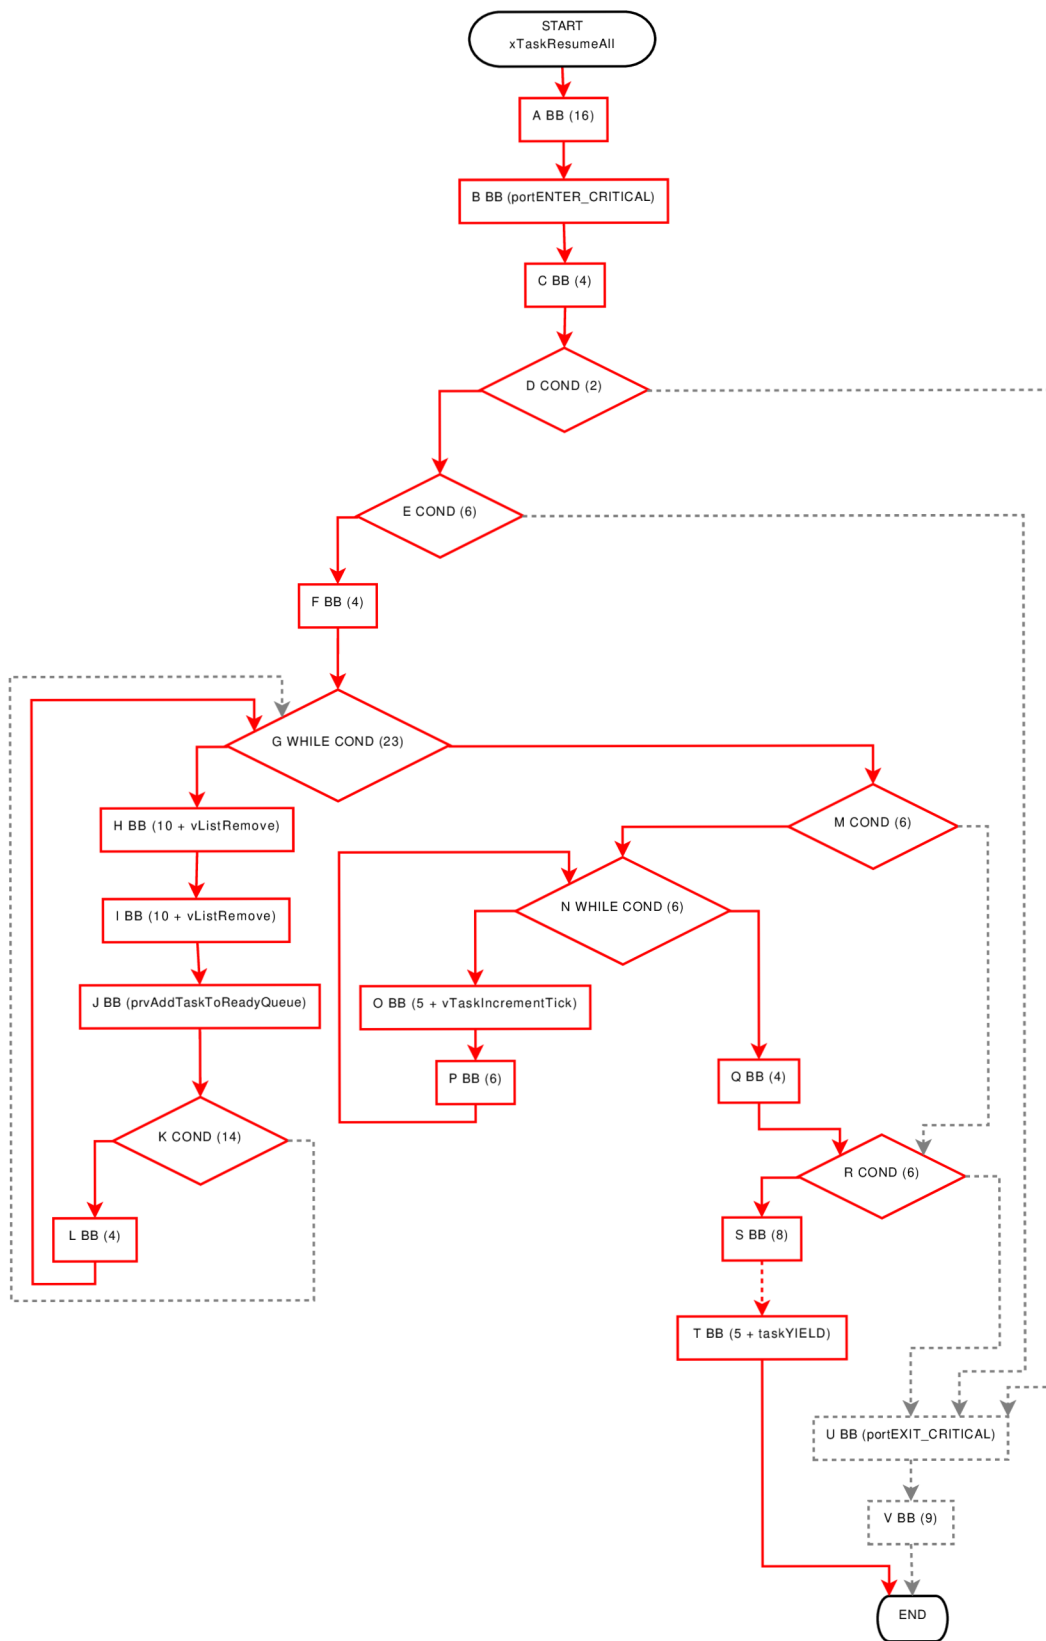 START
xTaskResumeAll
A BB (16)
B BB (portENTER_CRITICAL)
C BB (4)
D COND (2)
E COND (6)
F BB (4)
G WHILE COND (23)
H BB (10 + vListRemove)
M COND (6)
I BB (10 + vListRemove)
N WHILE COND (6)
J BB (prvAddTaskToReadyQueue)
O BB (5 + vTaskIncrementTick)
P BB (6)
Q BB (4)
K COND (14)
R COND (6)
L BB (4)
S BB (8)
T BB (5 + taskYIELD)
U BB (portEXIT_CRITICAL)
V BB (9)
END